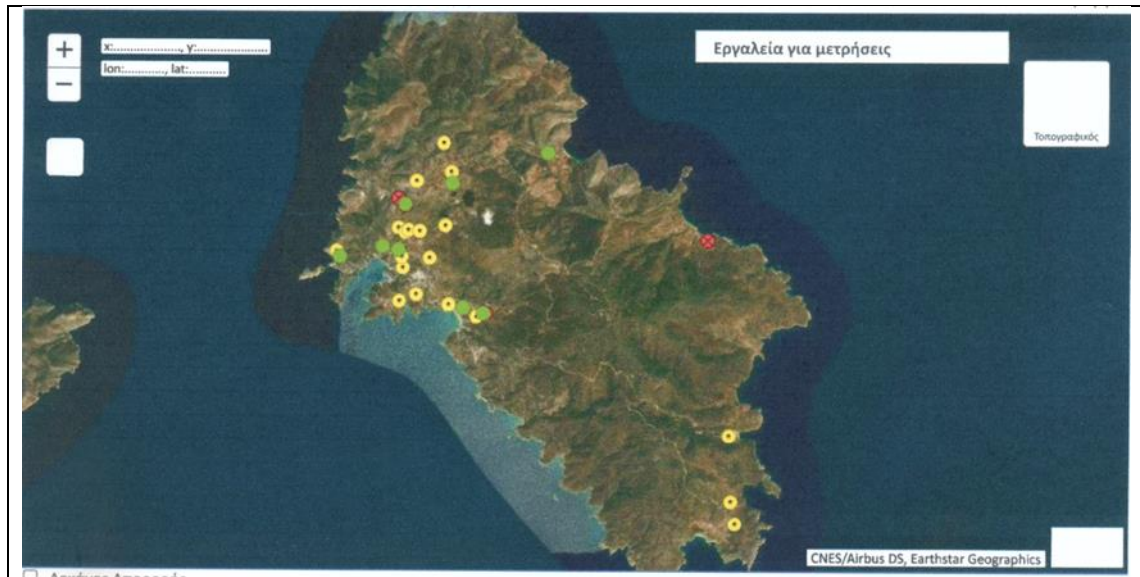 +
x:......................, y:........................
Εργαλεία για μετρήσεις
lon:............, lat:...........
−
Τοπογραφικός
CNES/Airbus DS, Earthstar Geographics